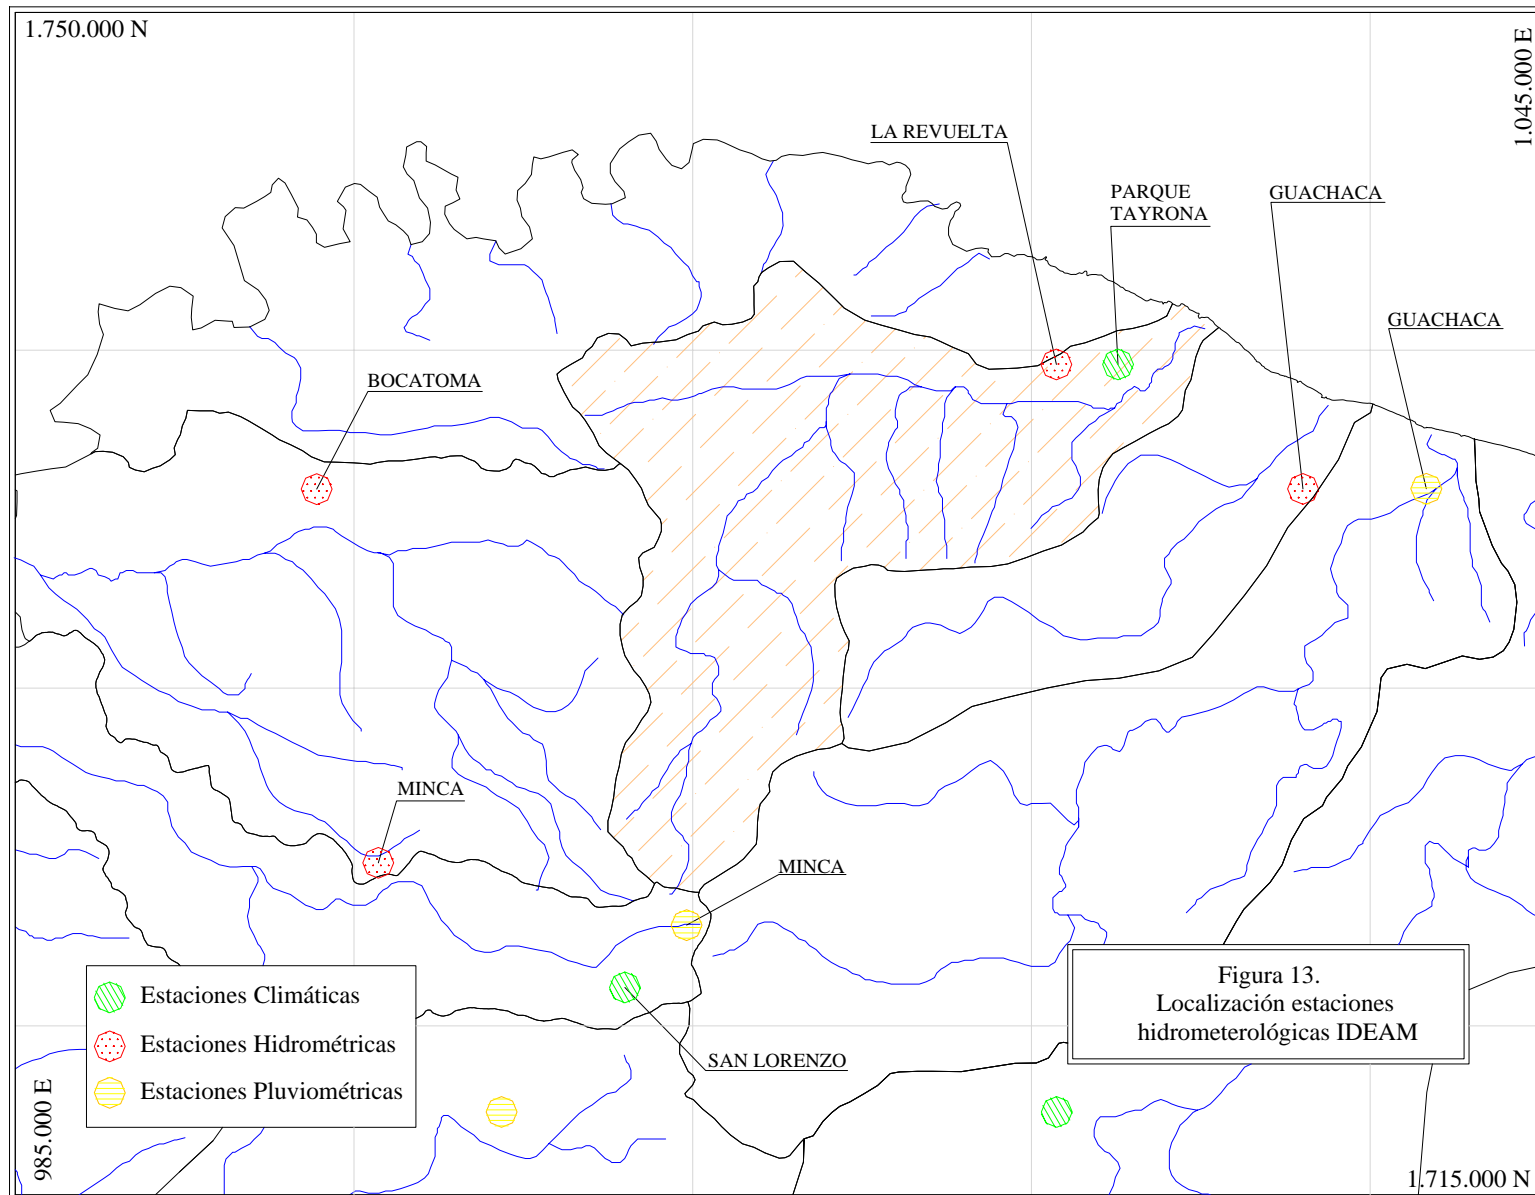 1.750.000 N
1.045.000 E
LA REVUELTA
PARQUE
TAYRONA
GUACHACA
GUACHACA
BOCATOMA
MINCA
MINCA
SAN LORENZO
Estaciones Climáticas
Estaciones Hidrométricas
Estaciones Pluviométricas
Figura 13.
Localización estaciones
hidrometerológicas IDEAM
985.000 E
1.715.000 N